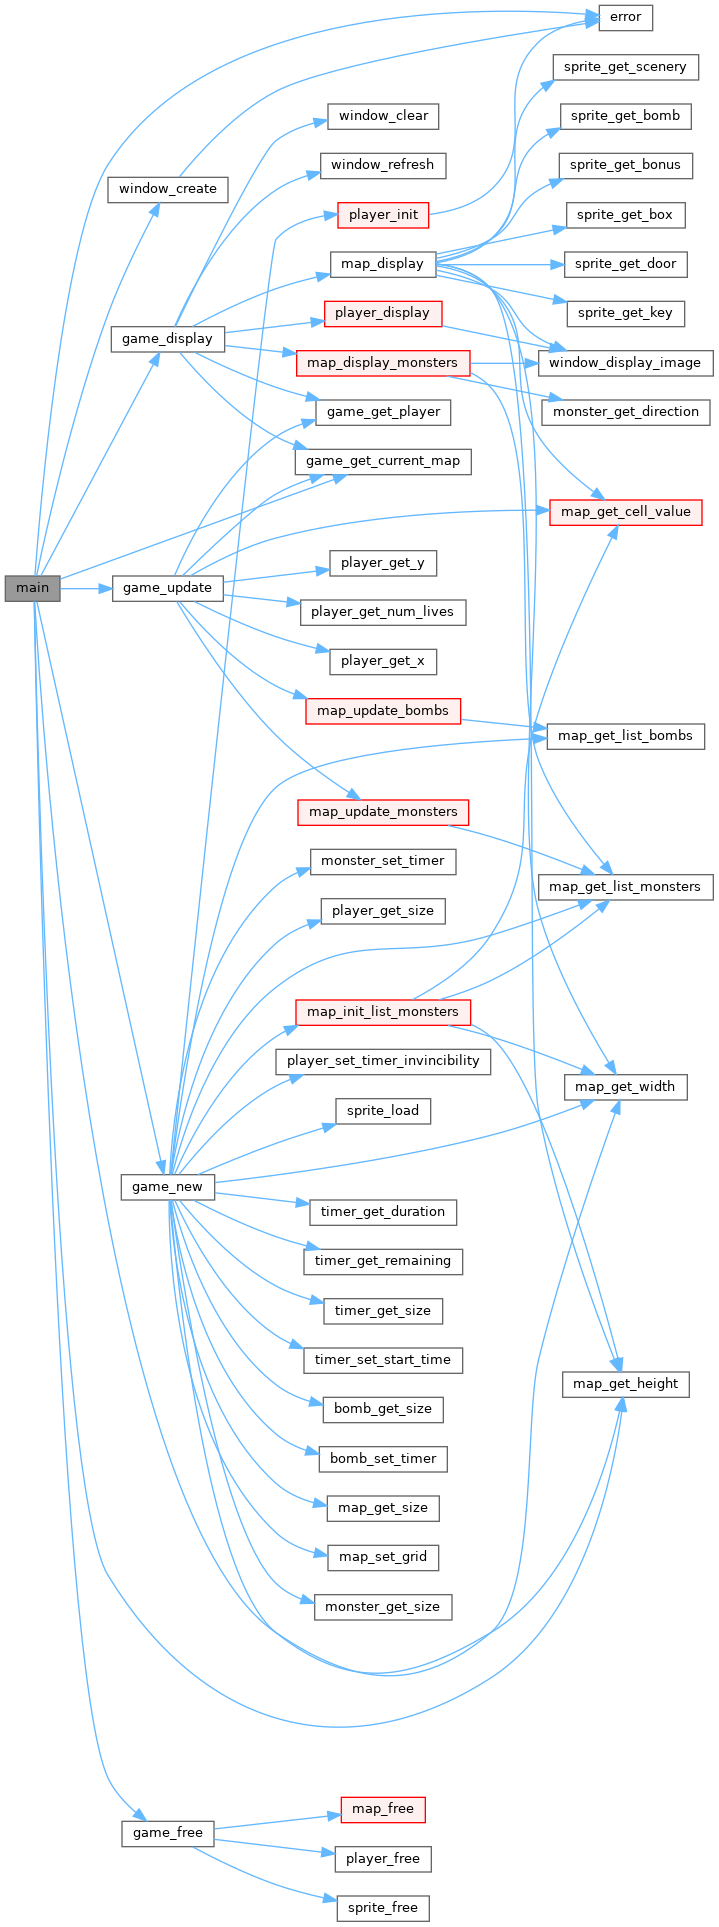 error
sprite_get_scenery
window_clear
sprite_get_bomb
window_refresh
sprite_get_bonus
window_create
player_init
sprite_get_box
map_display
sprite_get_door
player_display
sprite_get_key
game_display
map_display_monsters
window_display_image
game_get_player
monster_get_direction
game_get_current_map
map_get_cell_value
player_get_y
main
game_update
player_get_num_lives
player_get_x
map_update_bombs
map_get_list_bombs
map_update_monsters
monster_set_timer
map_get_list_monsters
player_get_size
map_init_list_monsters
player_set_timer_invincibility
map_get_width
sprite_load
game_new
timer_get_duration
timer_get_remaining
timer_get_size
timer_set_start_time
map_get_height
bomb_get_size
bomb_set_timer
map_get_size
map_set_grid
monster_get_size
map_free
game_free
player_free
sprite_free